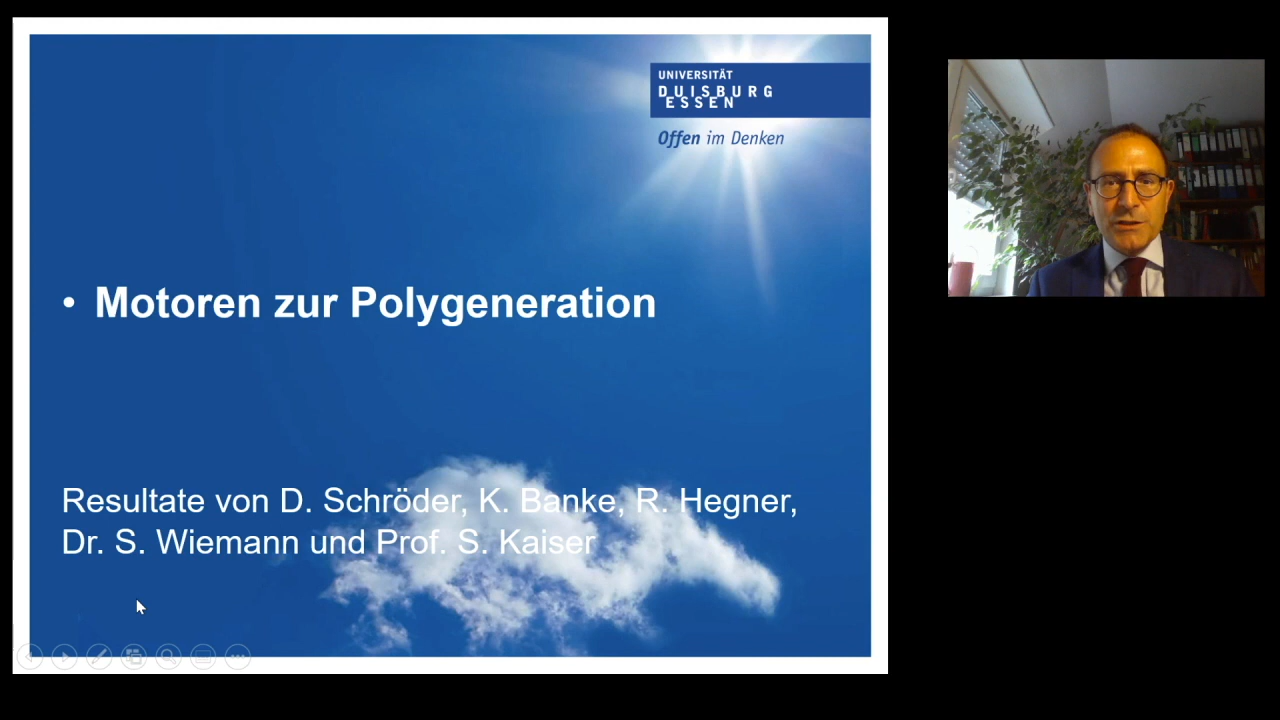 UNIVERSITÄT
DUISBURG
ESSEN
Offen im Denken
• Motoren zur Polygeneration
Resultate von D. Schröder, K. Banke, R. Hegner,
Dr. S. Wiemann und Prof. S. Kaiser